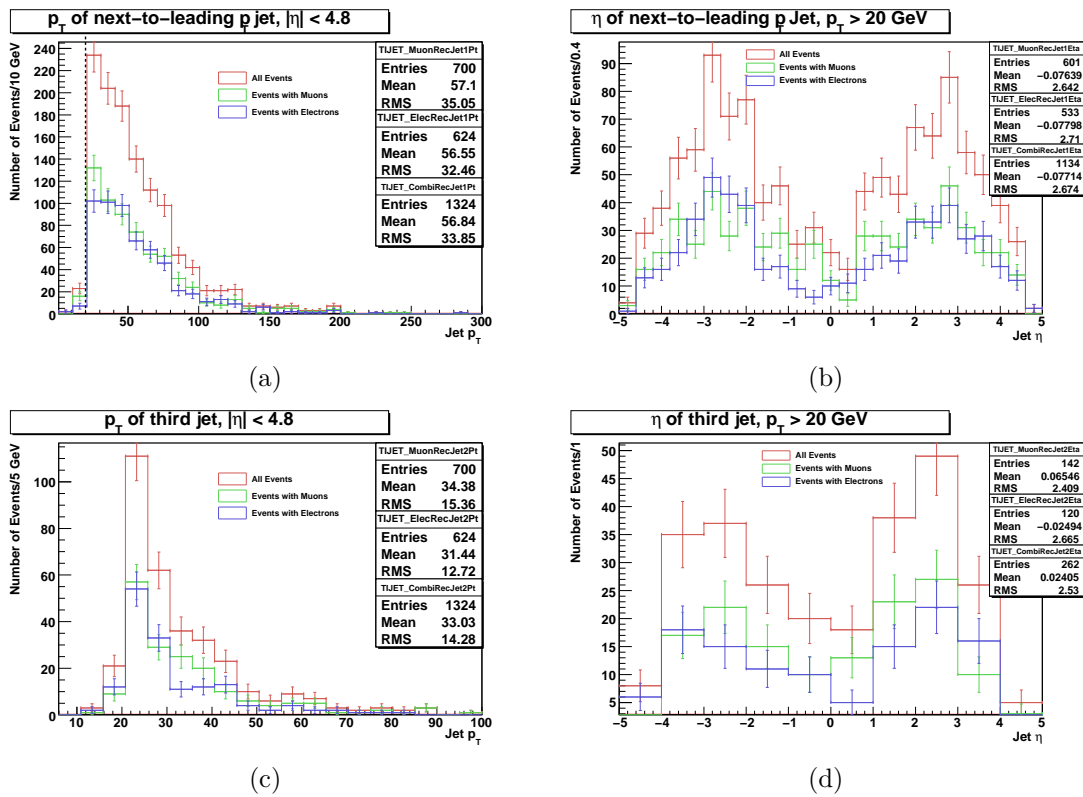 p_T of next-to-leading p_T jet, |η| < 4.8
Number of Events/10 GeV
240
220
200
180
160
140
120
100
80
60
40
20
0
50 100 150 200 250 300
Jet p_T
All Events
Events with Muons
Events with Electrons
TIJET_MuonRecJet1Pt
Entries 700
Mean 57.1
RMS 35.05
TIJET_ElecRecJet1Pt
Entries 624
Mean 56.55
RMS 32.46
TIJET_CombiRecJet1Pt
Entries 1324
Mean 56.84
RMS 33.85
(a)
η of next-to-leading p_T Jet, p_T > 20 GeV
Number of Events/0.4
90
80
70
60
50
40
30
20
10
0
-5 -4 -3 -2 -1 0 1 2 3 4 5
Jet η
All Events
Events with Muons
Events with Electrons
TIJET_MuonRecJet1Eta
Entries 601
Mean -0.07639
RMS 2.642
TIJET_ElecRecJet1Eta
Entries 533
Mean -0.07798
RMS 2.71
TIJET_CombiRecJet1Eta
Entries 1134
Mean -0.07714
RMS 2.674
(b)
p_T of third jet, |η| < 4.8
Number of Events/5 GeV
100
80
60
40
20
0
10 20 30 40 50 60 70 80 90 100
Jet p_T
All Events
Events with Muons
Events with Electrons
TIJET_MuonRecJet2Pt
Entries 700
Mean 34.38
RMS 15.36
TIJET_ElecRecJet2Pt
Entries 624
Mean 31.44
RMS 12.72
TIJET_CombiRecJet2Pt
Entries 1324
Mean 33.03
RMS 14.28
(c)
η of third jet, p_T > 20 GeV
Number of Events/1
50
45
40
35
30
25
20
15
10
5
-5 -4 -3 -2 -1 0 1 2 3 4 5
Jet η
All Events
Events with Muons
Events with Electrons
TIJET_MuonRecJet2Eta
Entries 142
Mean 0.06546
RMS 2.409
TIJET_ElecRecJet2Eta
Entries 120
Mean -0.02494
RMS 2.665
TIJET_CombiRecJet2Eta
Entries 262
Mean 0.02405
RMS 2.53
(d)